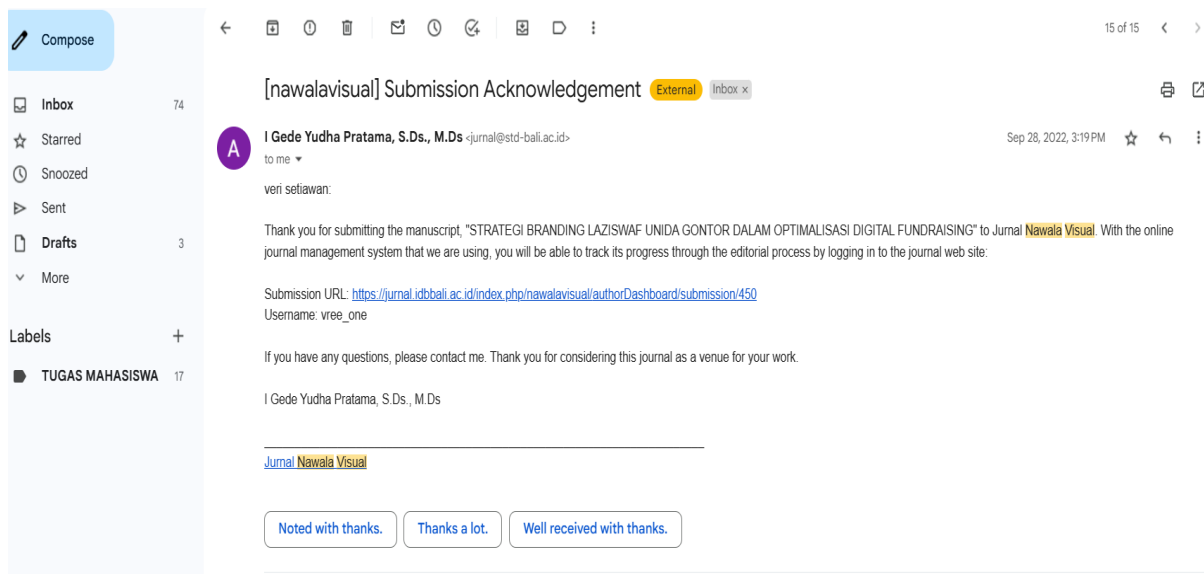 Compose
15 of 15
[nawalavisual] Submission Acknowledgement External Inbox x
Inbox 74
Starred
Snoozed
Sent
Drafts 3
More
Labels +
TUGAS MAHASISWA 17
A
I Gede Yudha Pratama, S.Ds., M.Ds <jurnal@std-bali.ac.id> Sep 28, 2022, 3:19 PM
to me
veri setiawan:
Thank you for submitting the manuscript, "STRATEGI BRANDING LAZISWAF UNIDA GONTOR DALAM OPTIMALISASI DIGITAL FUNDRAISING" to Jurnal Nawala Visual. With the online
journal management system that we are using, you will be able to track its progress through the editorial process by logging in to the journal web site:
Submission URL: https://jurnal.idbbali.ac.id/index.php/nawalavisual/authorDashboard/submission/450
Username: vree_one
If you have any questions, please contact me. Thank you for considering this journal as a venue for your work.
I Gede Yudha Pratama, S.Ds., M.Ds
Jurnal Nawala Visual
Noted with thanks. Thanks a lot. Well received with thanks.